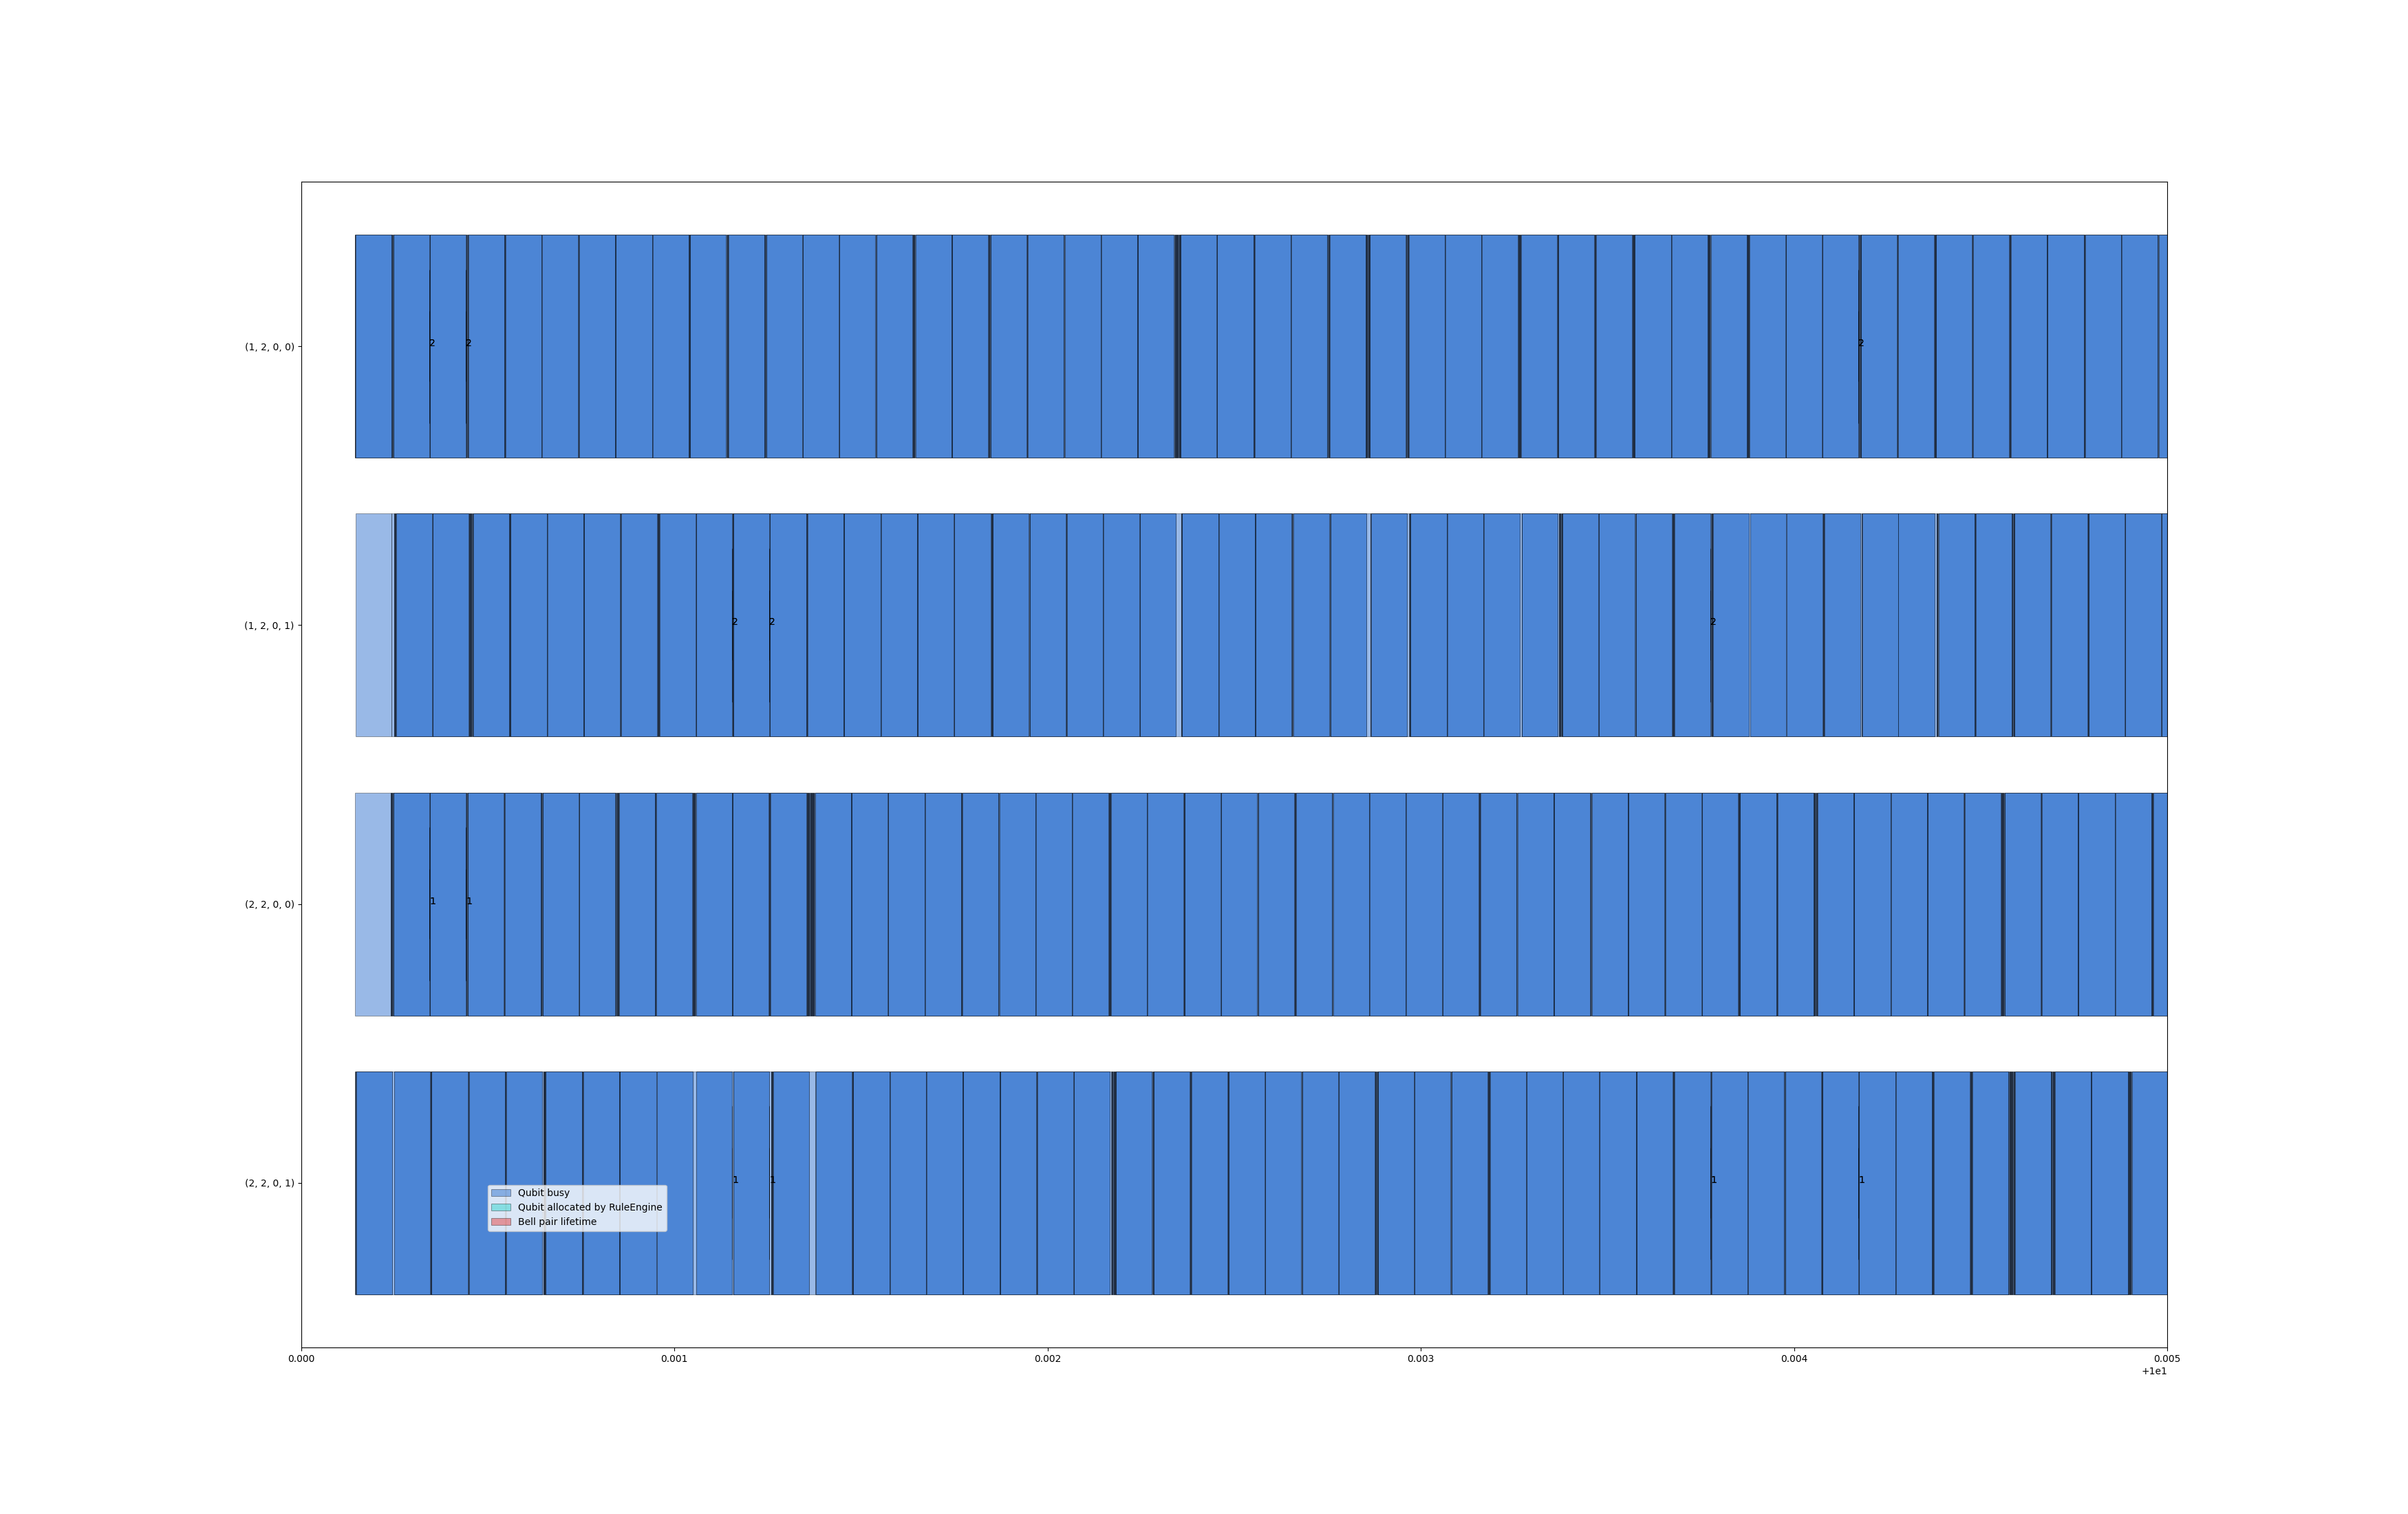 (1, 2, 0, 0)
2 2 2
(1, 2, 0, 1)
2 2 2
(2, 2, 0, 0)
1 1
(2, 2, 0, 1)
1 1 1 1
Qubit busy
Qubit allocated by RuleEngine
Bell pair lifetime
0.000 0.001 0.002 0.003 0.004 0.005
+1e1